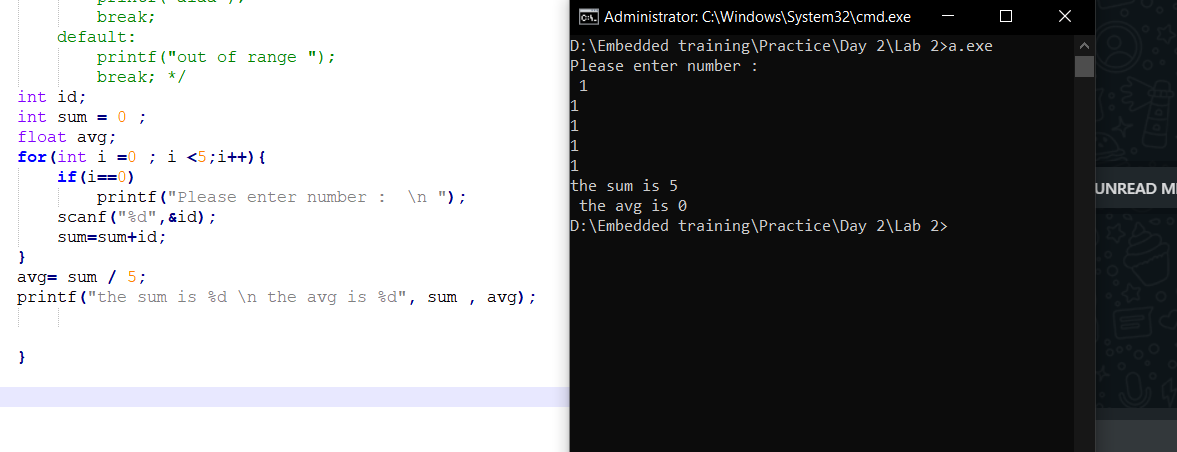 break;
default:
printf("out of range ");
break; */
int id;
int sum = 0 ;
float avg;
for(int i =0 ; i <5;i++){
if(i==0)
printf("Please enter number :  \n ");
scanf("%d",&id);
sum=sum+id;
}
avg= sum / 5;
printf("the sum is %d \n the avg is %d", sum , avg);
}
Administrator: C:\Windows\System32\cmd.exe
D:\Embedded training\Practice\Day 2\Lab 2>a.exe
Please enter number :
1
1
1
1
1
the sum is 5
the avg is 0
D:\Embedded training\Practice\Day 2\Lab 2>
UNREAD